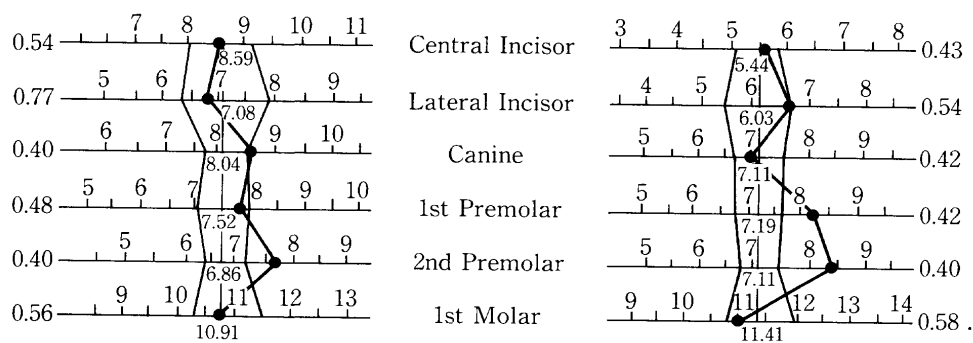 7 8 9 10 11 3 4 5 6 7 8
0.54 Central Incisor 0.43
8.59 5.44
5 6 7 8 9 4 5 6 7 8
0.77 Lateral Incisor 0.54
7.08 6.03
6 7 8 9 10 5 6 7 8 9
0.40 Canine 0.42
8.04 7.11
5 6 7 8 9 10 5 6 7 8 9
0.48 1st Premolar 0.42
7.52 7.19
5 6 7 8 9 5 6 7 8 9
0.40 2nd Premolar 0.40
6.86 7.11
9 10 11 12 13 9 10 11 12 13 14
0.56 1st Molar 0.58 .
10.91 11.41